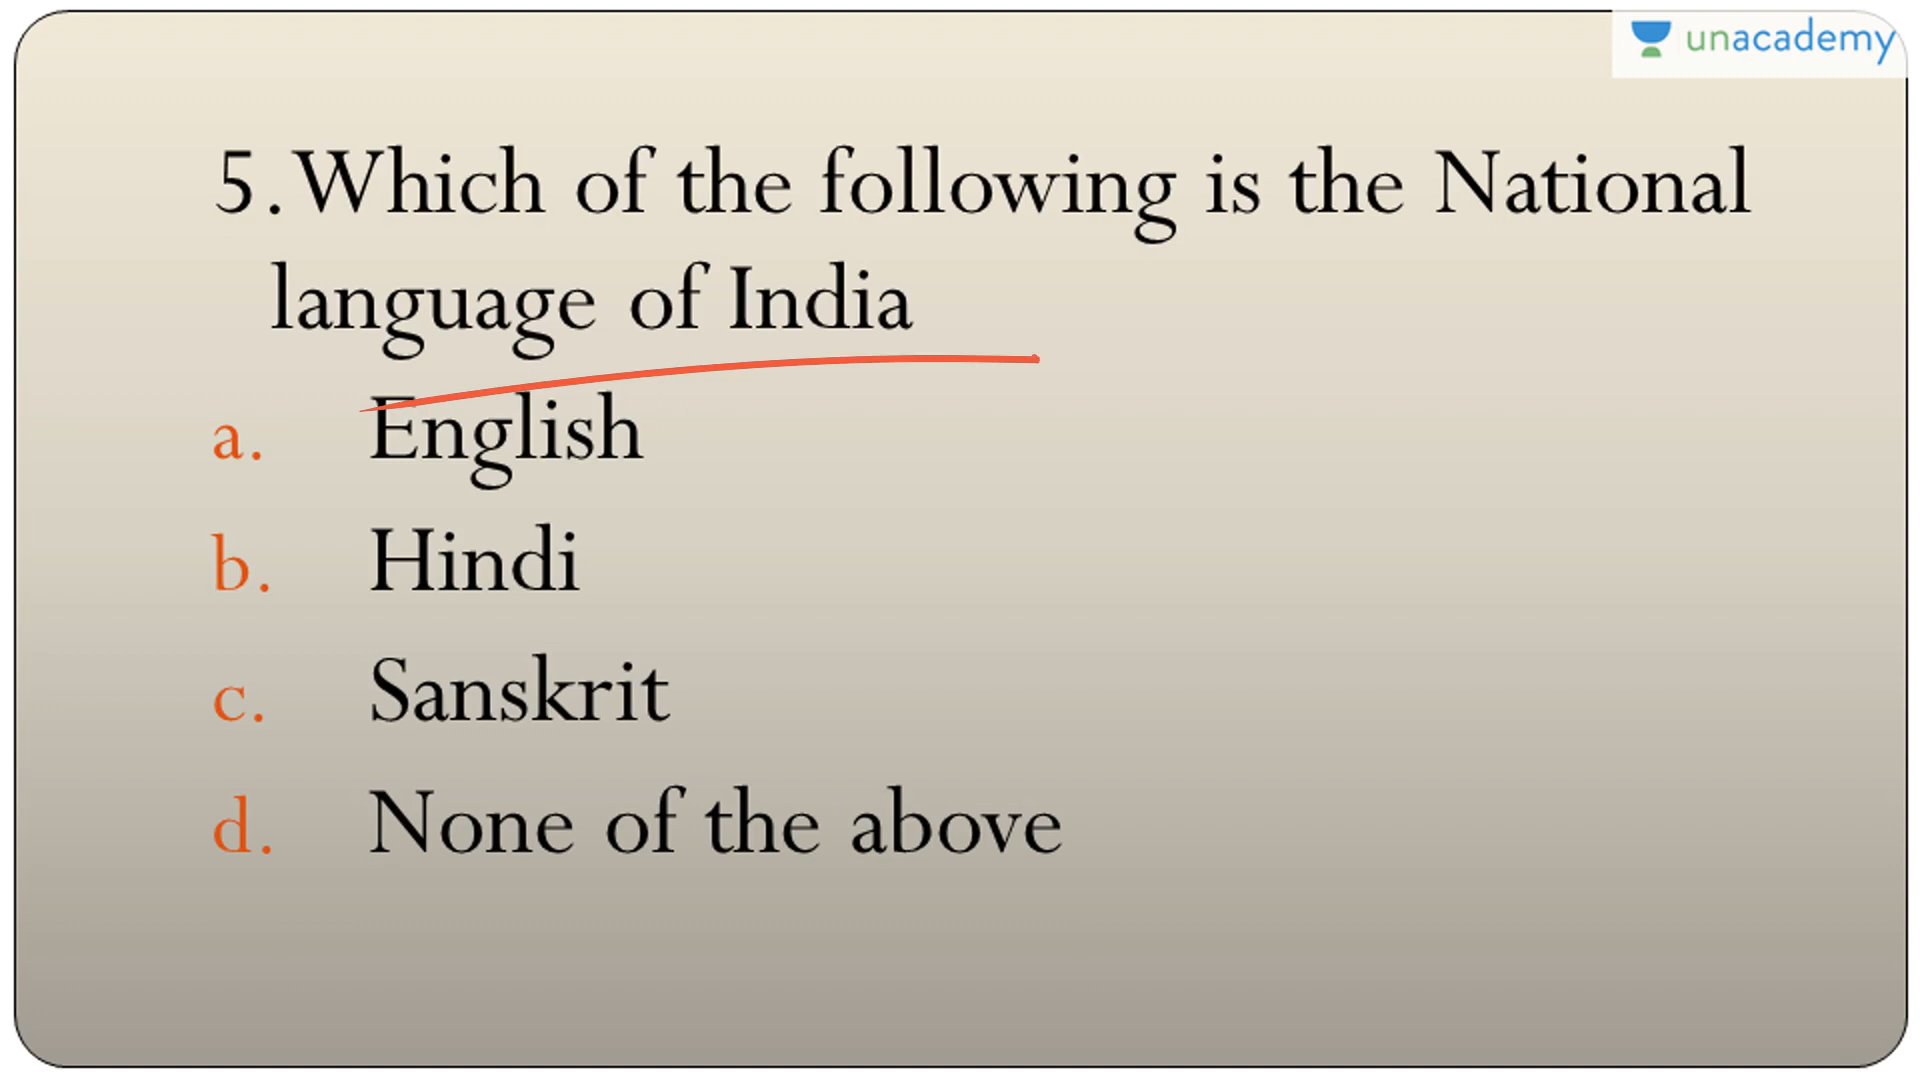 unacademy
5. Which of the following is the National
language of India
a. English
b. Hindi
c. Sanskrit
d. None of the above